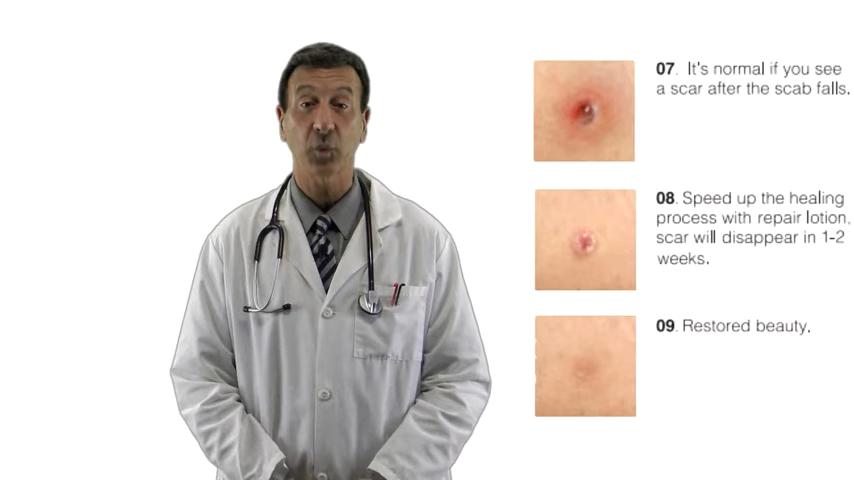 07. It's normal if you see
a scar after the scab falls.
08. Speed up the healing
process with repair lotion.
scar will disappear in 1-2
weeks.
09. Restored beauty.